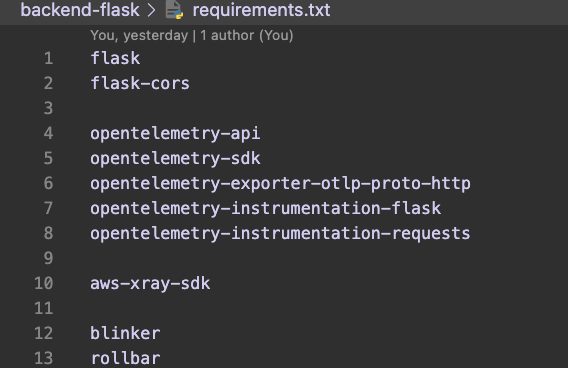 backend-flask > requirements.txt
You, yesterday | 1 author (You)
1 flask
2 flask-cors
3
4 opentelemetry-api
5 opentelemetry-sdk
6 opentelemetry-exporter-otlp-proto-http
7 opentelemetry-instrumentation-flask
8 opentelemetry-instrumentation-requests
9
10 aws-xray-sdk
11
12 blinker
13 rollbar